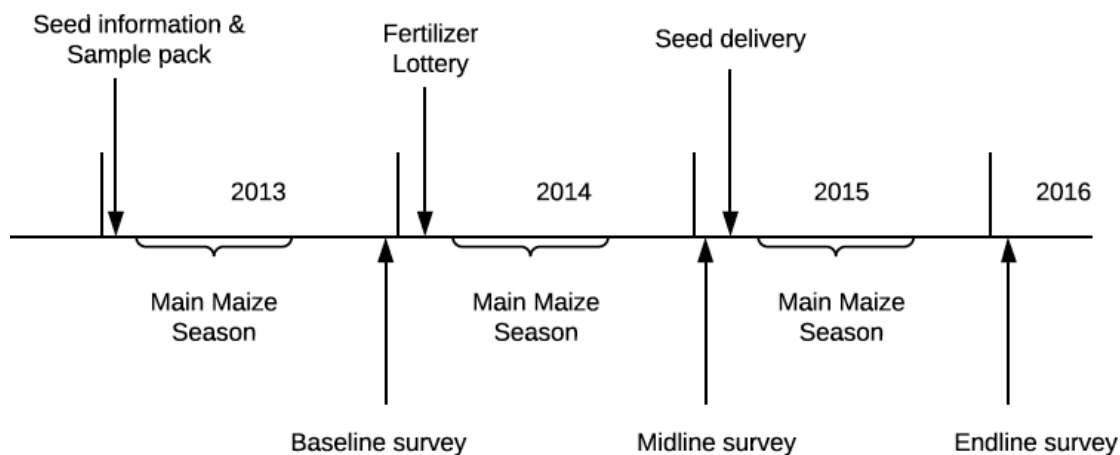 Seed information &
Sample pack
Fertilizer
Lottery
Seed delivery
2013
2014
2015
2016
Main Maize
Season
Main Maize
Season
Main Maize
Season
Baseline survey
Midline survey
Endline survey